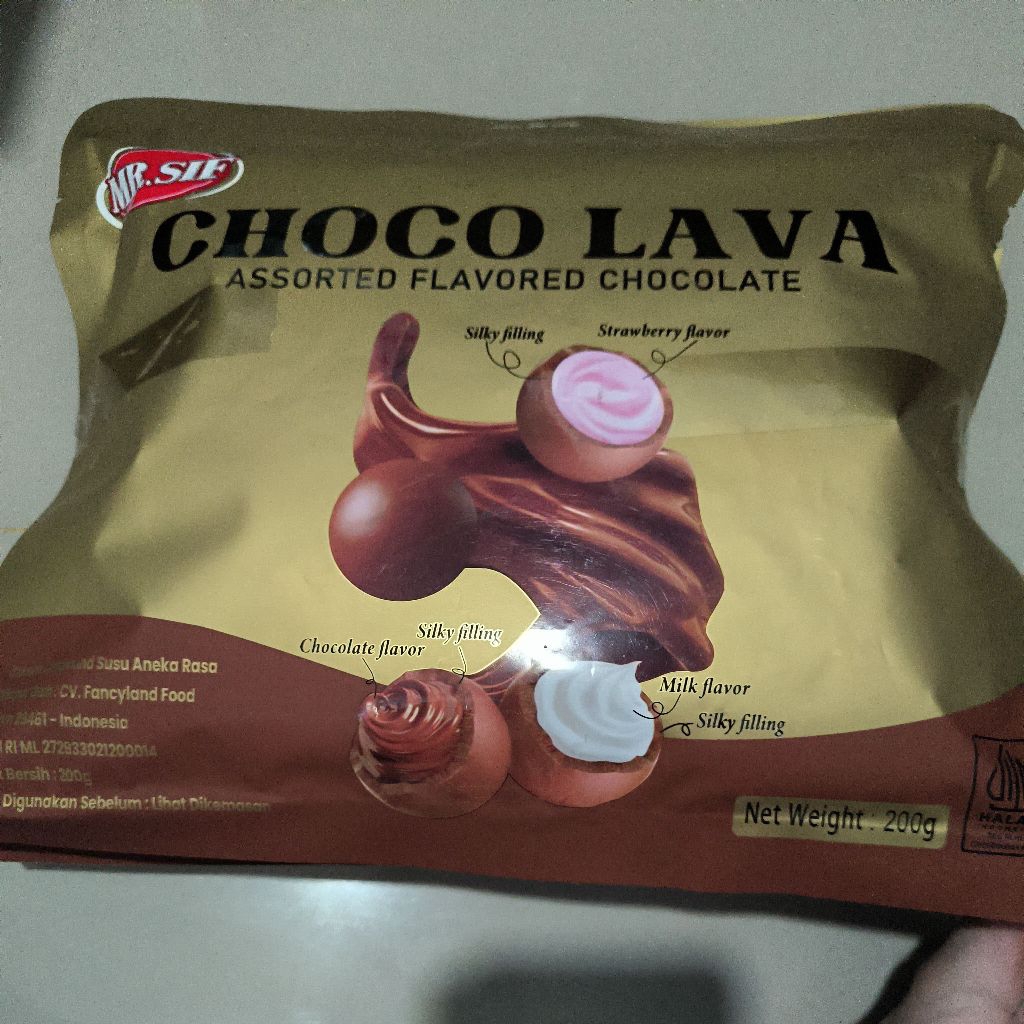 MR. SIF
CHOCO LAVA
ASSORTED FLAVORED CHOCOLATE
Silky filling
Strawberry flavor
Chocolate flavor
Silky filling
Milk flavor
Silky filling
Susu Aneka Rasa
CV. Fancyland Food
- Indonesia
RI ML 272833021200014
Bersih : 200g
Digunakan Sebelum : Lihat Dikemasan
Net Weight : 200g